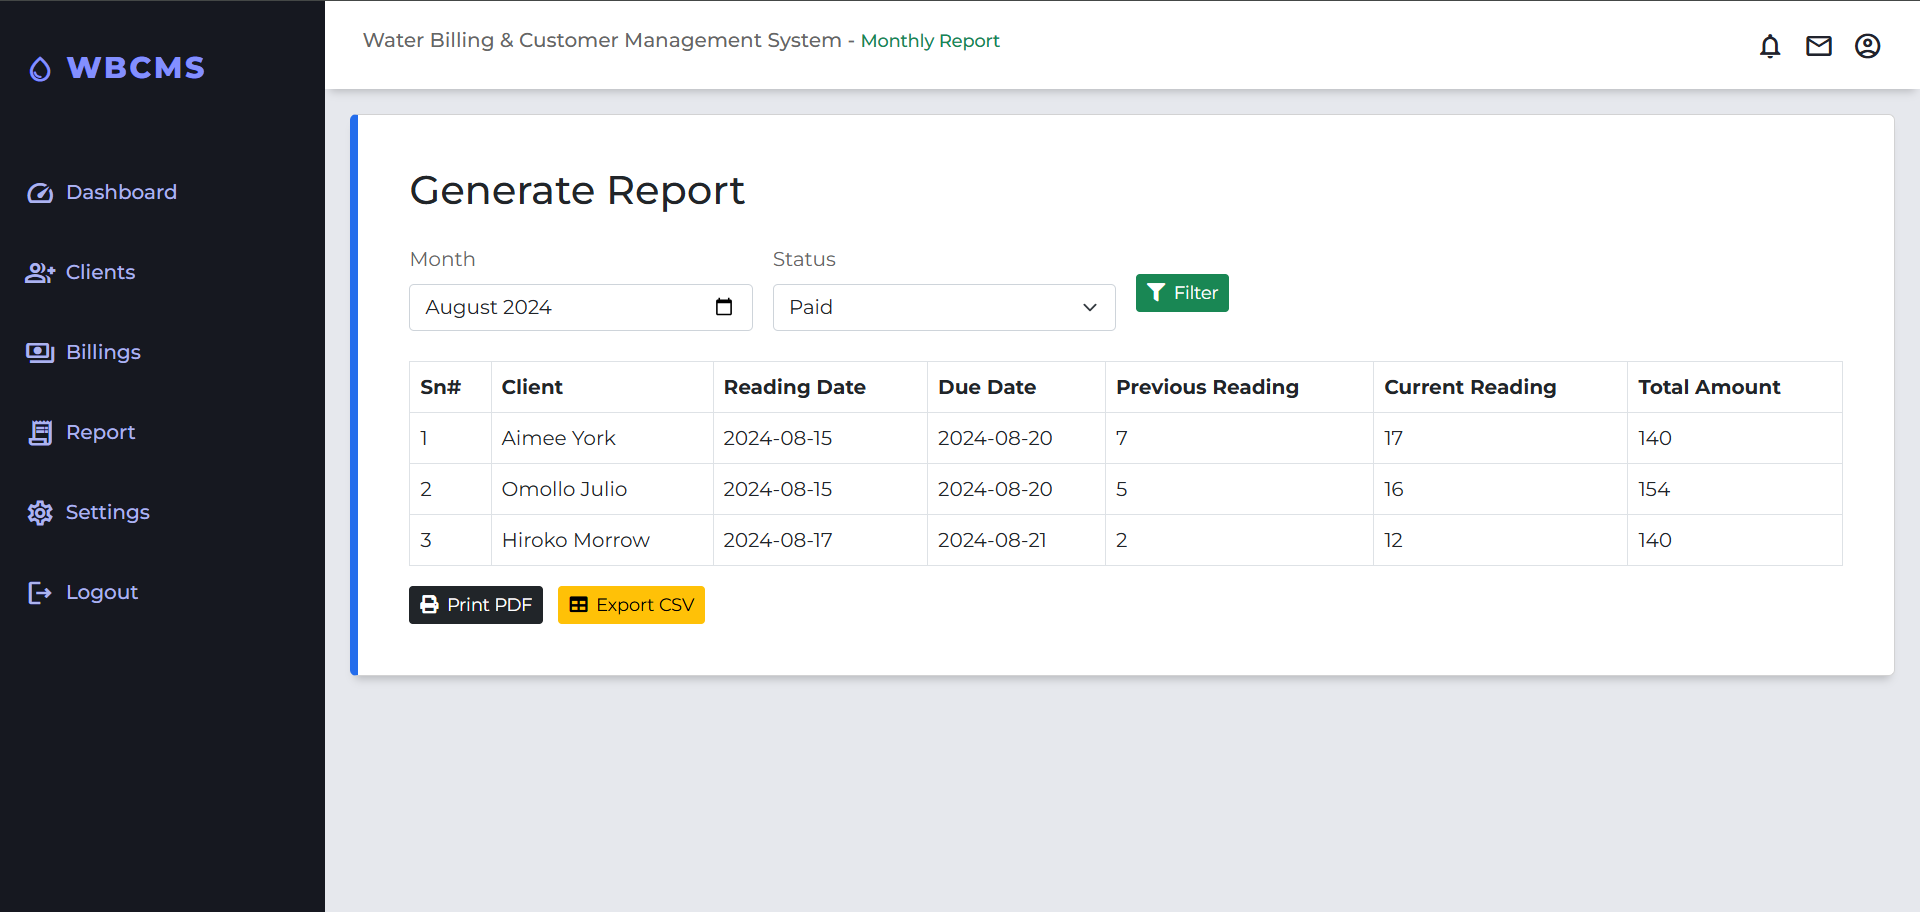 WBCMS
Dashboard
Clients
Billings
Report
Settings
Logout
Water Billing & Customer Management System - Monthly Report
Generate Report
Month Status
August 2024 Paid Filter
Sn# Client Reading Date Due Date Previous Reading Current Reading Total Amount
1 Aimee York 2024-08-15 2024-08-20 7 17 140
2 Omollo Julio 2024-08-15 2024-08-20 5 16 154
3 Hiroko Morrow 2024-08-17 2024-08-21 2 12 140
Print PDF Export CSV